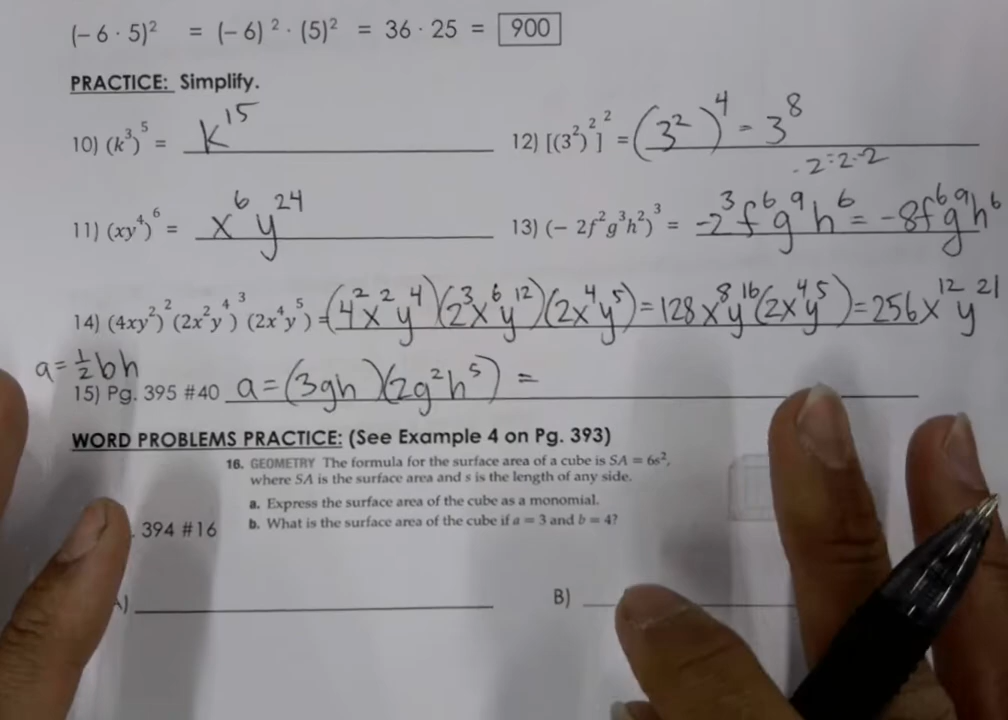 (− 6 · 5)² = (− 6)² · (5)² = 36 · 25 = 900
PRACTICE: Simplify.
10) (k³)⁵ = k¹⁵
12) [(3²)²]² = (3²)⁴ = 3⁸
-2·2·-2
11) (xy⁴)⁶ = x⁶y²⁴
13) (− 2f²g³h²)³ = -2³f⁶g⁹h⁶ = -8f⁶g⁹h⁶
14) (4xy²)²(2x²y⁴)³(2x⁴y⁵) = (4²x²y⁴)(2³x⁶y¹²)(2x⁴y⁵) = 128x⁸y¹⁶(2x⁴y⁵) = 256x¹²y²¹
a = ½bh
15) Pg. 395 #40 a = (3gh)(2g²h⁵) =
WORD PROBLEMS PRACTICE: (See Example 4 on Pg. 393)
16. GEOMETRY The formula for the surface area of a cube is SA = 6s²,
where SA is the surface area and s is the length of any side.
a. Express the surface area of the cube as a monomial.
b. What is the surface area of the cube if a = 3 and b = 4?
. 394 #16
B)